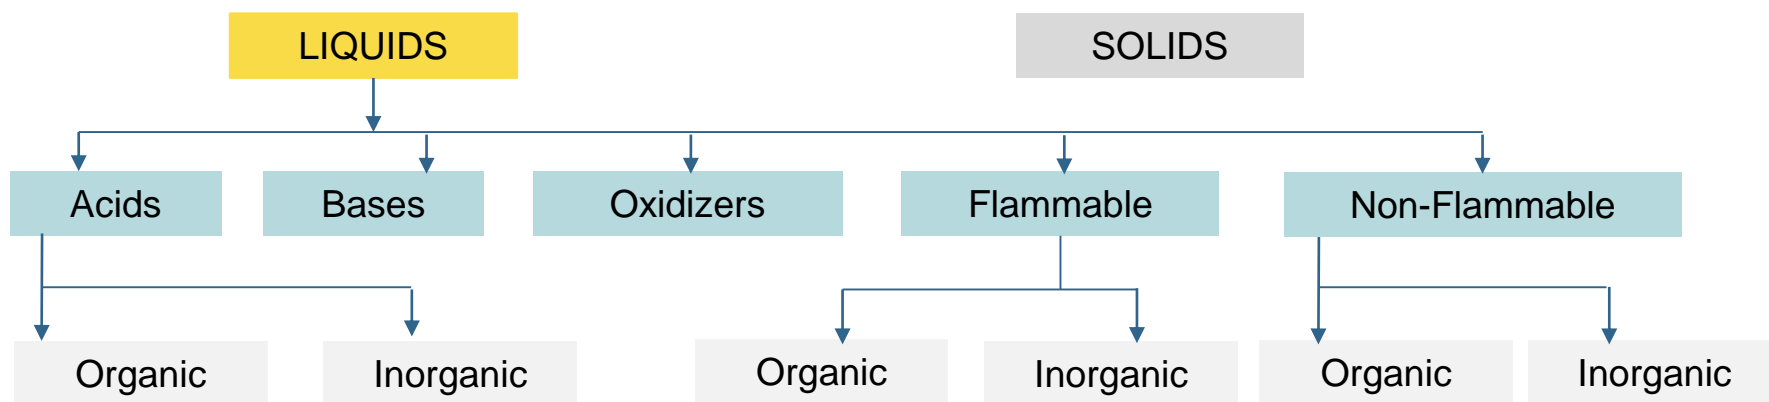 LIQUIDS
SOLIDS
Acids
Bases
Oxidizers
Flammable
Non-Flammable
Organic
Inorganic
Organic
Inorganic
Organic
Inorganic